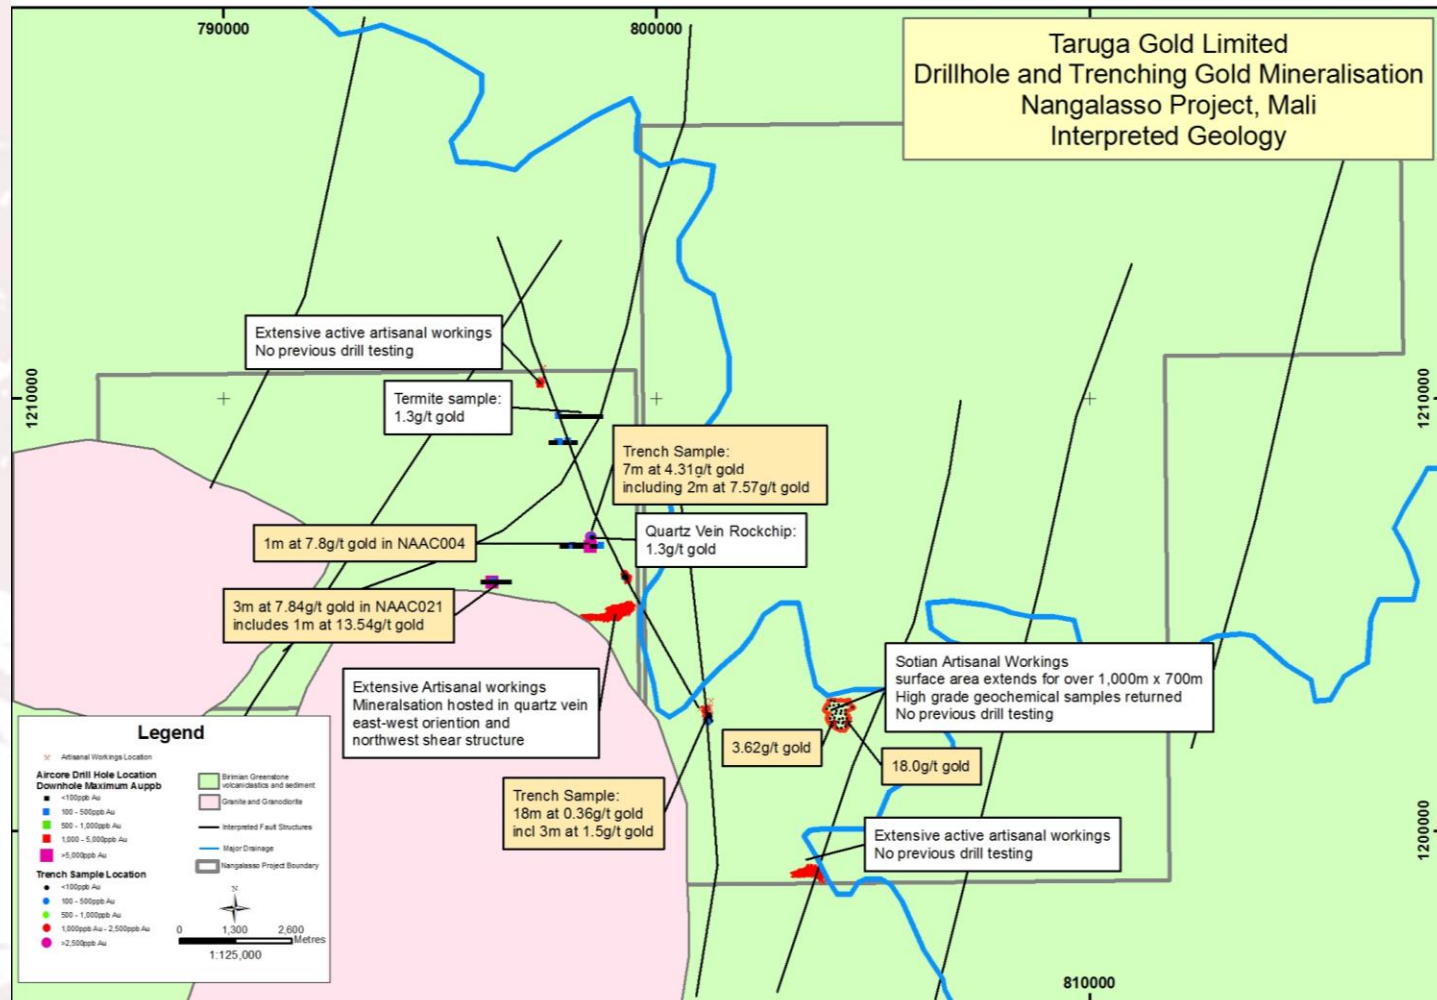 790000
800000
Taruga Gold Limited
Drillhole and Trenching Gold Mineralisation
Nangalasso Project, Mali
Interpreted Geology
Extensive active artisanal workings
No previous drill testing
1210000
1210000
Termite sample:
1.3g/t gold
Trench Sample:
7m at 4.31g/t gold
including 2m at 7.57g/t gold
Quartz Vein Rockchip:
1.3g/t gold
1m at 7.8g/t gold in NAAC004
3m at 7.84g/t gold in NAAC021
includes 1m at 13.54g/t gold
Sotian Artisanal Workings
surface area extends for over 1,000m x 700m
High grade geochemical samples returned
No previous drill testing
Extensive Artisanal workings
Mineralsation hosted in quartz vein
east-west oriention and
northwest shear structure
3.62g/t gold
18.0g/t gold
Trench Sample:
18m at 0.36g/t gold
incl 3m at 1.5g/t gold
Extensive active artisanal workings
No previous drill testing
1200000
810000
Legend
Artisanal Workings Location
Aircore Drill Hole Location
Downhole Maximum Auppb
<100ppb Au
100 - 500ppb Au
500 - 1,000ppb Au
1,000 - 5,000ppb Au
>5,000ppb Au
Trench Sample Location
<100ppb Au
100 - 500ppb Au
500 - 1,000ppb Au
1,000ppb Au - 2,500ppb Au
>2,500ppb Au
Birimian Greenstone
volcaniclastics and sediment
Granite and Granodiorite
Interpreted Fault Structures
Major Drainage
Nangalasso Project Boundary
N
0 1,300 2,600
Metres
1:125,000